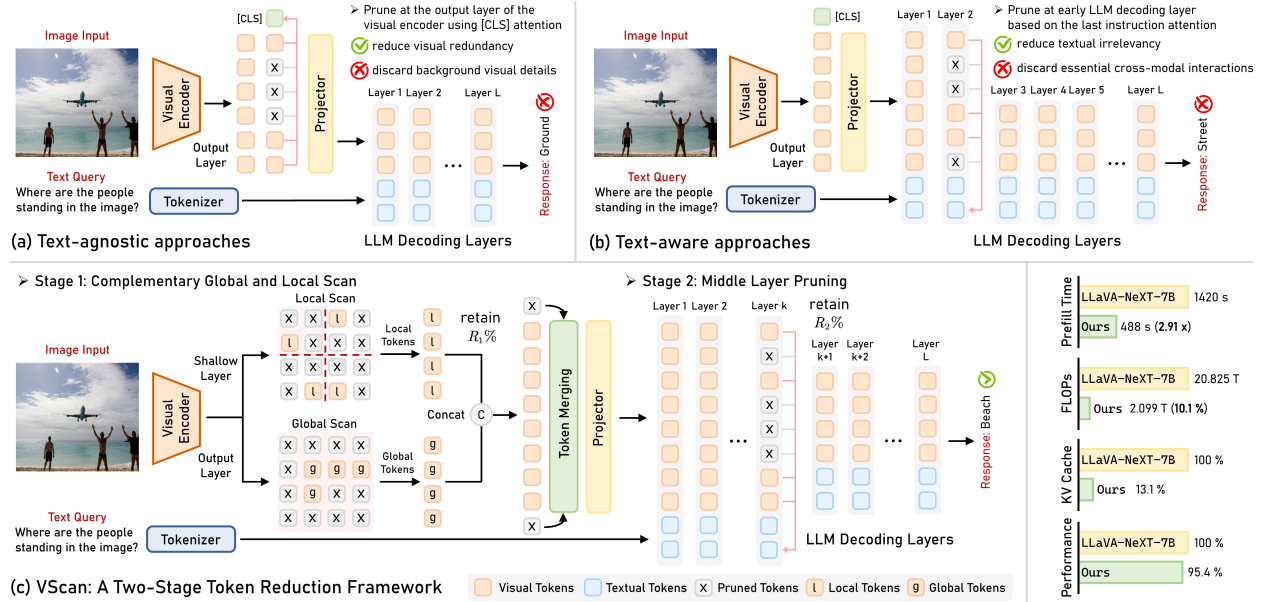 [CLS]
➢ Prune at the output layer of the
visual encoder using [CLS] attention
reduce visual redundancy
discard background visual details
Image Input
Visual
Encoder
Output
Layer
X
X
X
Projector
Layer 1 Layer 2 Layer L
...
Response: Ground
Text Query
Where are the people
standing in the image?
Tokenizer
LLM Decoding Layers
(a) Text-agnostic approaches
[CLS]
Layer 1 Layer 2
➢ Prune at early LLM decoding layer
based on the last instruction attention
reduce textual irrelevancy
discard essential cross-modal interactions
Image Input
Visual
Encoder
Output
Layer
Projector
X
X
X
Layer 3 Layer 4 Layer 5 Layer L
...
Response: Street
Text Query
Where are the people
standing in the image?
Tokenizer
LLM Decoding Layers
(b) Text-aware approaches
➢ Stage 1: Complementary Global and Local Scan
Image Input
Visual
Encoder
Shallow
Layer
Output
Layer
Local Scan
X X l X
l X X X
X X X X
X l l X
Local
Tokens
l
l
l
l
Global Scan
X X X X
X g g g
X g X X
X X X X
Global
Tokens
g
g
g
g
retain
R₁%
Concat C
X
X
Token Merging
Projector
Text Query
Where are the people
standing in the image?
Tokenizer
➢ Stage 2: Middle Layer Pruning
Layer 1 Layer 2 Layer k
...
X
X
X
X
retain
R₂%
Layer
k+1
Layer
k+2
Layer
L
...
Response: Beach
LLM Decoding Layers
(c) VScan: A Two-Stage Token Reduction Framework
Visual Tokens Textual Tokens X Pruned Tokens l Local Tokens g Global Tokens
Prefill Time
LLaVA-NeXT-7B 1420 s
Ours 488 s (2.91 x)
FLOPs
LLaVA-NeXT-7B 20.825 T
Ours 2.099 T (10.1 %)
KV Cache
LLaVA-NeXT-7B 100 %
Ours 13.1 %
Performance
LLaVA-NeXT-7B 100 %
Ours 95.4 %